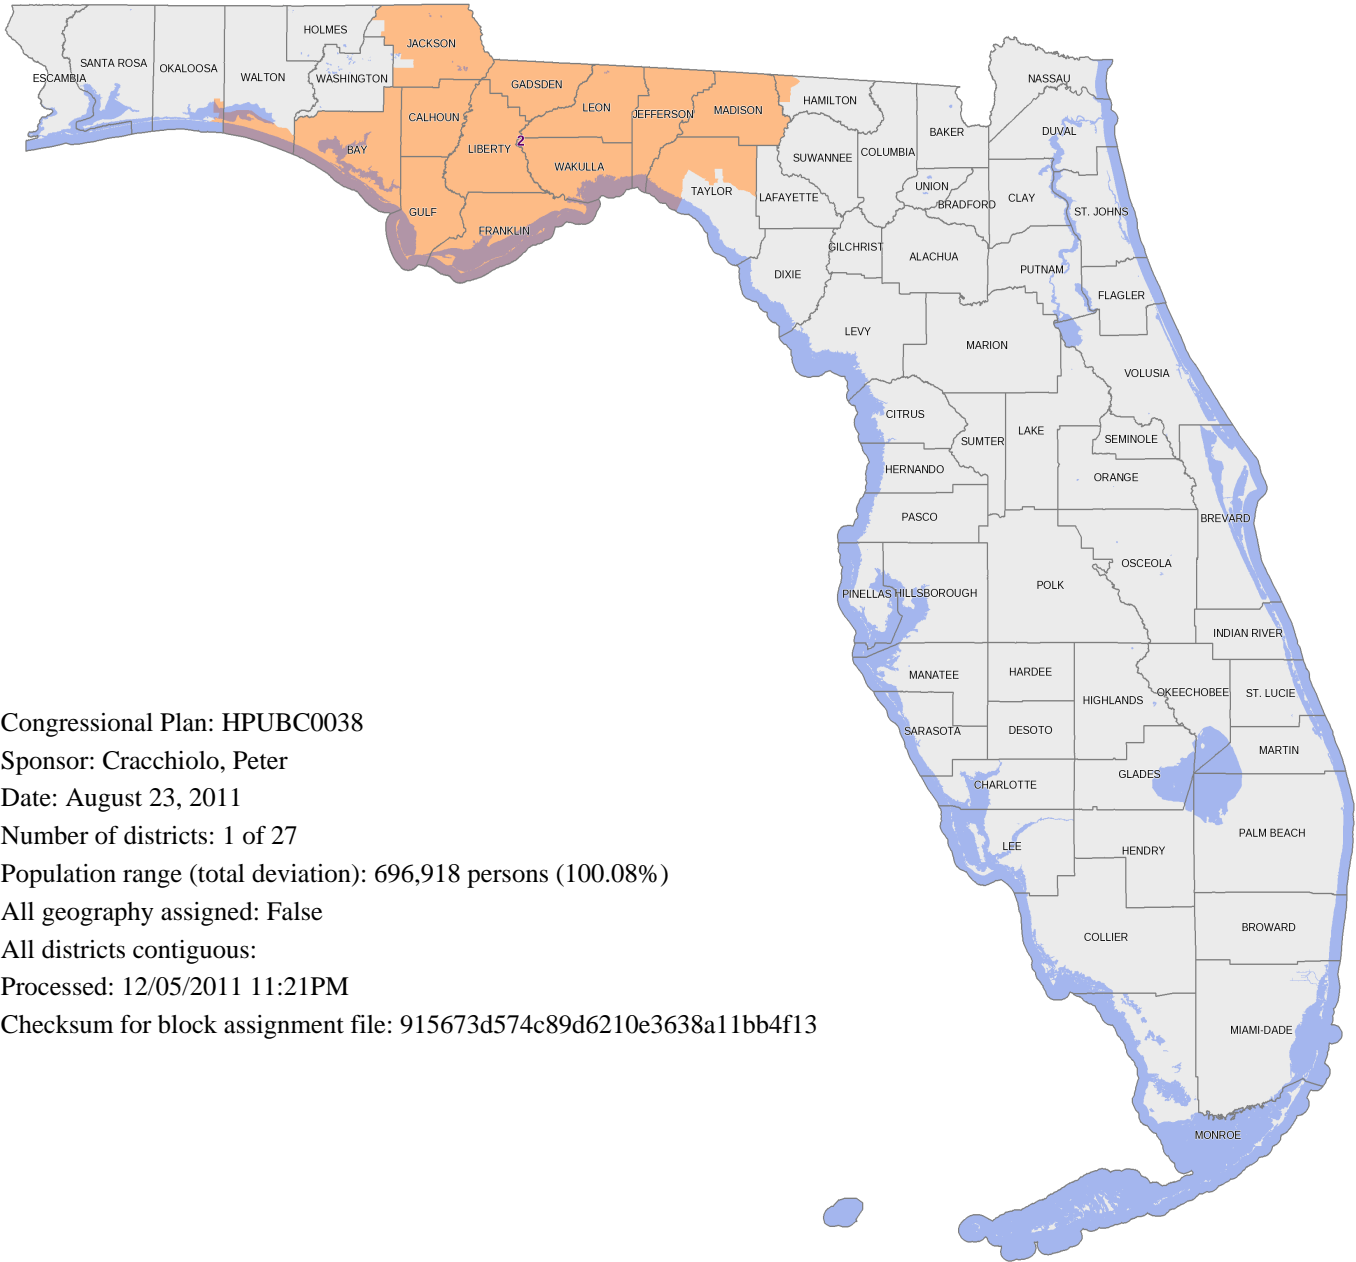 HOLMES
JACKSON
SANTA ROSA
OKALOOSA
ESCAMBIA
WALTON
WASHINGTON
GADSDEN
NASSAU
LEON
JEFFERSON
MADISON
HAMILTON
CALHOUN
BAKER
DUVAL
BAY
LIBERTY
2
SUWANNEE
COLUMBIA
WAKULLA
UNION
TAYLOR
LAFAYETTE
BRADFORD
CLAY
GULF
ST. JOHNS
FRANKLIN
GILCHRIST
ALACHUA
DIXIE
PUTNAM
FLAGLER
LEVY
MARION
VOLUSIA
CITRUS
LAKE
SUMTER
SEMINOLE
HERNANDO
ORANGE
PASCO
BREVARD
OSCEOLA
POLK
PINELLAS
HILLSBOROUGH
INDIAN RIVER
MANATEE
HARDEE
HIGHLANDS
OKEECHOBEE
ST. LUCIE
SARASOTA
DESOTO
MARTIN
GLADES
CHARLOTTE
PALM BEACH
LEE
HENDRY
BROWARD
COLLIER
MIAMI-DADE
MONROE
Congressional Plan: HPUBC0038
Sponsor: Cracchiolo, Peter
Date: August 23, 2011
Number of districts: 1 of 27
Population range (total deviation): 696,918 persons (100.08%)
All geography assigned: False
All districts contiguous:
Processed: 12/05/2011 11:21PM
Checksum for block assignment file: 915673d574c89d6210e3638a11bb4f13